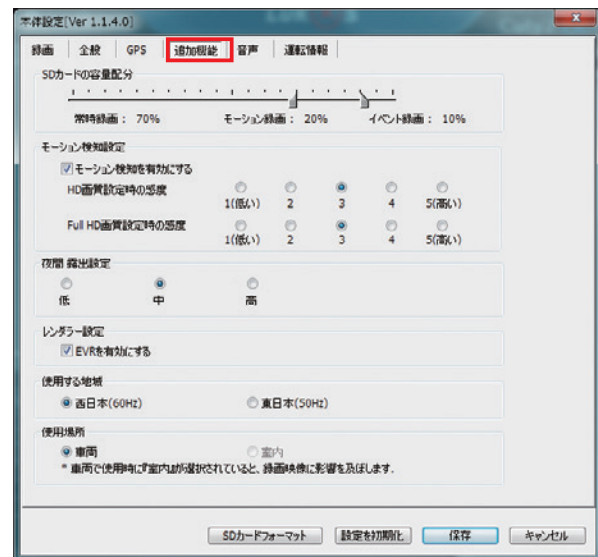 本体設定[Ver 1.1.4.0]
録画 全般 GPS 追加機能 音声 運転情報
SDカードの容量配分
常時録画： 70% モーション録画： 20% イベント録画： 10%
モーション検知設定
モーション検知を有効にする
HD画質設定時の感度
1(低い) 2 3 4 5(高い)
Full HD画質設定時の感度
1(低い) 2 3 4 5(高い)
夜間 露出設定
低 中 高
レンダラー設定
EVRを有効にする
使用する地域
西日本(60Hz) 東日本(50Hz)
使用場所
車両 室内
* 車両で使用時に『室内』が選択されていると、録画映像に影響を及ぼします.
SDカードフォーマット 設定を初期化 保存 キャンセル